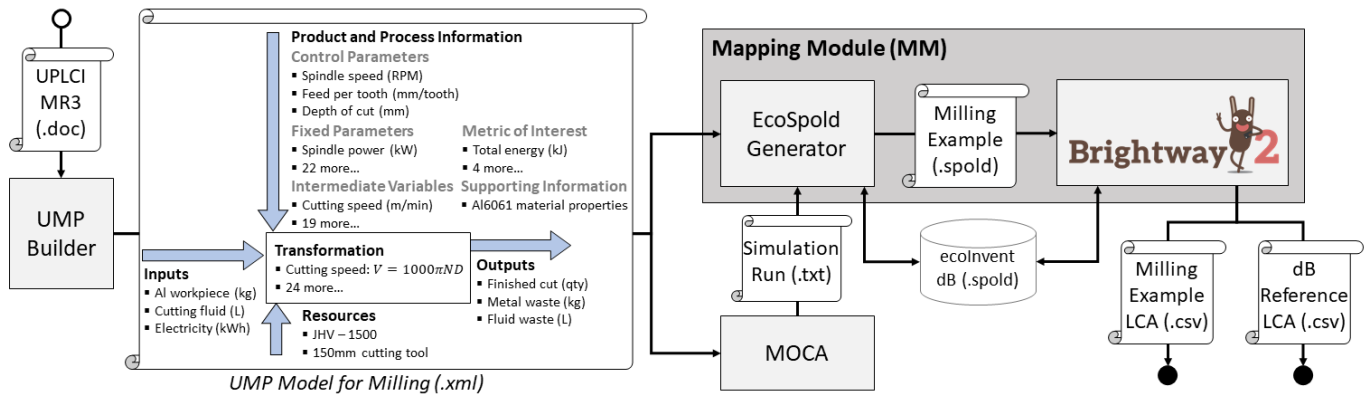 UPLCI
MR3
(.doc)
UMP
Builder
Product and Process Information
Control Parameters
▪ Spindle speed (RPM)
▪ Feed per tooth (mm/tooth)
▪ Depth of cut (mm)
Fixed Parameters
▪ Spindle power (kW)
▪ 22 more...
Metric of Interest
▪ Total energy (kJ)
▪ 4 more...
Intermediate Variables
▪ Cutting speed (m/min)
▪ 19 more...
Supporting Information
▪ Al6061 material properties
Inputs
▪ Al workpiece (kg)
▪ Cutting fluid (L)
▪ Electricity (kWh)
Transformation
▪ Cutting speed: V = 1000πND
▪ 24 more...
Outputs
▪ Finished cut (qty)
▪ Metal waste (kg)
▪ Fluid waste (L)
Resources
▪ JHV – 1500
▪ 150mm cutting tool
UMP Model for Milling (.xml)
Mapping Module (MM)
EcoSpold
Generator
Milling
Example
(.spold)
Brightway 2
Simulation
Run (.txt)
ecoInvent
dB (.spold)
MOCA
Milling
Example
LCA (.csv)
dB
Reference
LCA (.csv)